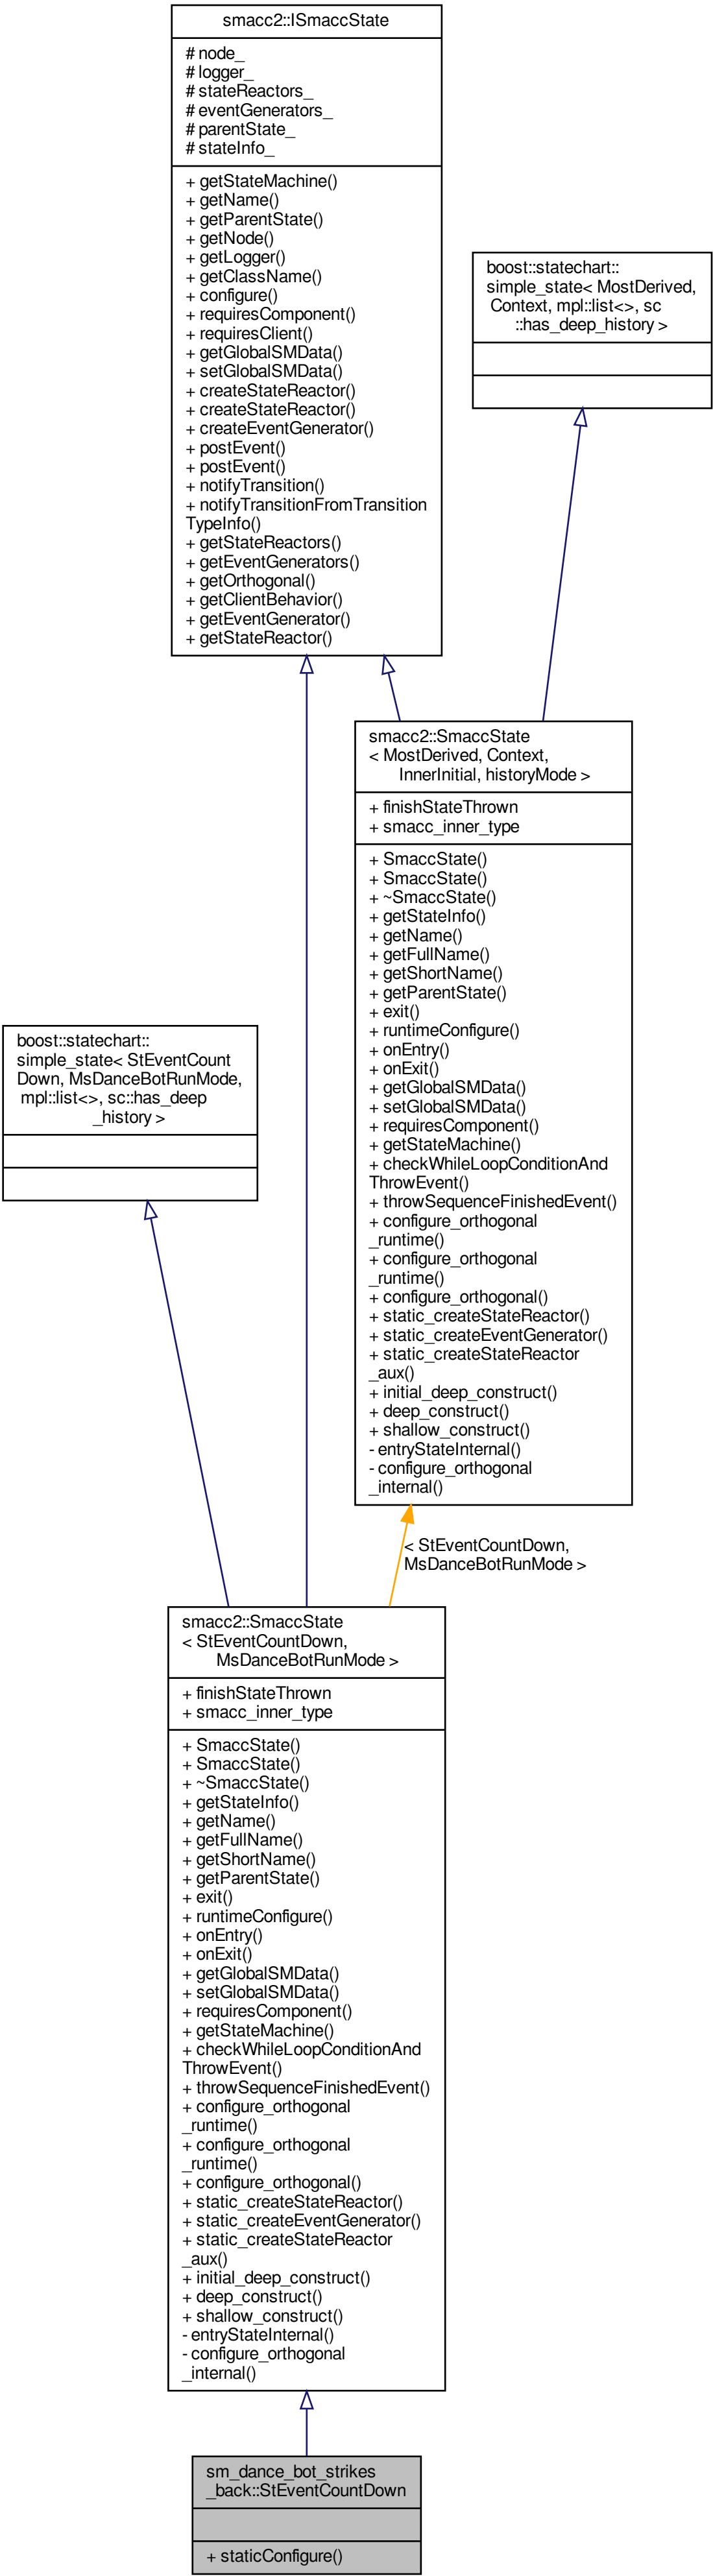 smacc2::ISmaccState
# node_
# logger_
# stateReactors_
# eventGenerators_
# parentState_
# stateInfo_
+ getStateMachine()
+ getName()
+ getParentState()
+ getNode()
+ getLogger()
+ getClassName()
+ configure()
+ requiresComponent()
+ requiresClient()
+ getGlobalSMData()
+ setGlobalSMData()
+ createStateReactor()
+ createStateReactor()
+ createEventGenerator()
+ postEvent()
+ postEvent()
+ notifyTransition()
+ notifyTransitionFromTransition
TypeInfo()
+ getStateReactors()
+ getEventGenerators()
+ getOrthogonal()
+ getClientBehavior()
+ getEventGenerator()
+ getStateReactor()
boost::statechart::
simple_state< MostDerived,
Context, mpl::list<>, sc
::has_deep_history >
smacc2::SmaccState
< MostDerived, Context,
InnerInitial, historyMode >
+ finishStateThrown
+ smacc_inner_type
+ SmaccState()
+ SmaccState()
+ ~SmaccState()
+ getStateInfo()
+ getName()
+ getFullName()
+ getShortName()
+ getParentState()
+ exit()
+ runtimeConfigure()
+ onEntry()
+ onExit()
+ getGlobalSMData()
+ setGlobalSMData()
+ requiresComponent()
+ getStateMachine()
+ checkWhileLoopConditionAnd
ThrowEvent()
+ throwSequenceFinishedEvent()
+ configure_orthogonal
_runtime()
+ configure_orthogonal
_runtime()
+ configure_orthogonal()
+ static_createStateReactor()
+ static_createEventGenerator()
+ static_createStateReactor
_aux()
+ initial_deep_construct()
+ deep_construct()
+ shallow_construct()
- entryStateInternal()
- configure_orthogonal
_internal()
boost::statechart::
simple_state< StEventCount
Down, MsDanceBotRunMode,
mpl::list<>, sc::has_deep
_history >
< StEventCountDown,
MsDanceBotRunMode >
smacc2::SmaccState
< StEventCountDown,
MsDanceBotRunMode >
+ finishStateThrown
+ smacc_inner_type
+ SmaccState()
+ SmaccState()
+ ~SmaccState()
+ getStateInfo()
+ getName()
+ getFullName()
+ getShortName()
+ getParentState()
+ exit()
+ runtimeConfigure()
+ onEntry()
+ onExit()
+ getGlobalSMData()
+ setGlobalSMData()
+ requiresComponent()
+ getStateMachine()
+ checkWhileLoopConditionAnd
ThrowEvent()
+ throwSequenceFinishedEvent()
+ configure_orthogonal
_runtime()
+ configure_orthogonal
_runtime()
+ configure_orthogonal()
+ static_createStateReactor()
+ static_createEventGenerator()
+ static_createStateReactor
_aux()
+ initial_deep_construct()
+ deep_construct()
+ shallow_construct()
- entryStateInternal()
- configure_orthogonal
_internal()
sm_dance_bot_strikes
_back::StEventCountDown
+ staticConfigure()